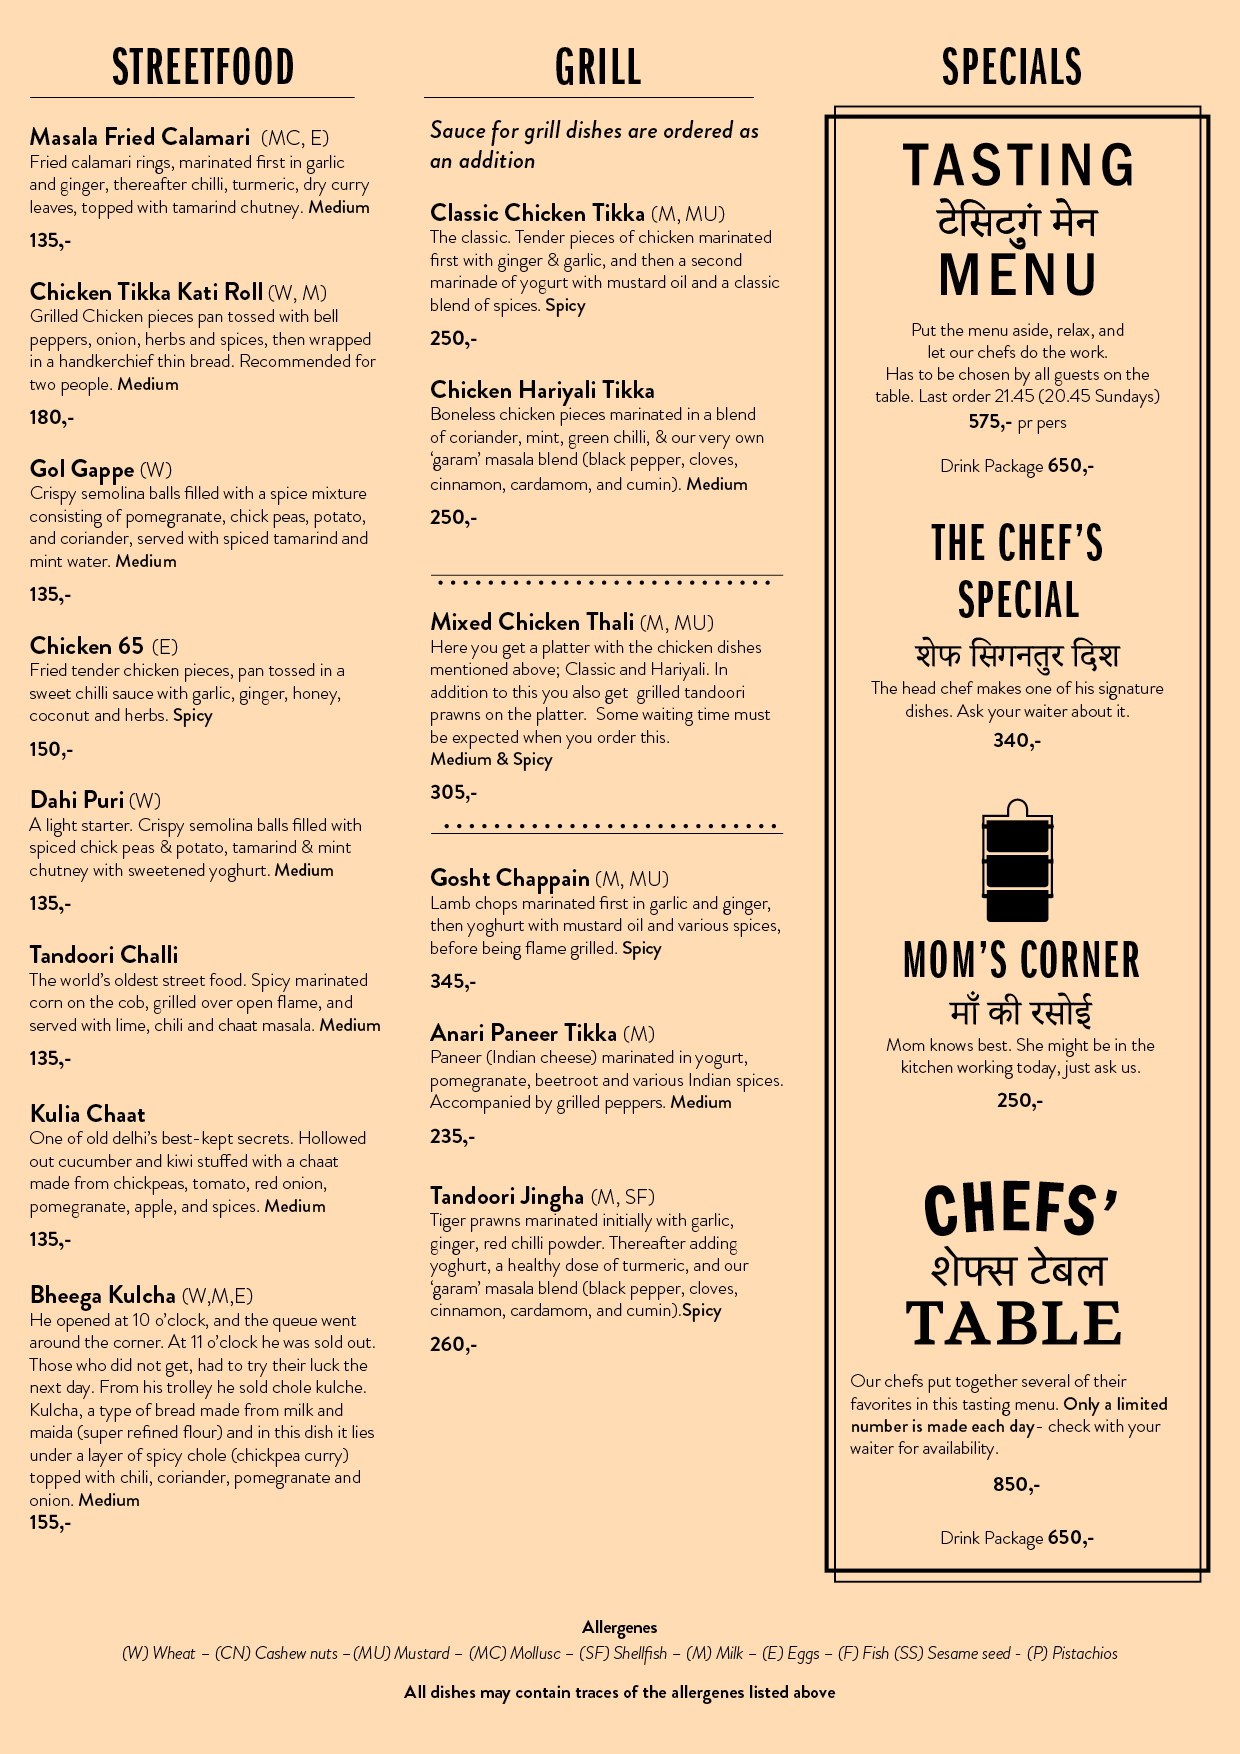 STREETFOOD
Masala Fried Calamari (MC, E)
Fried calamari rings, marinated first in garlic
and ginger, thereafter chilli, turmeric, dry curry
leaves, topped with tamarind chutney. Medium
135,-
Chicken Tikka Kati Roll (W, M)
Grilled Chicken pieces pan tossed with bell
peppers, onion, herbs and spices, then wrapped
in a handkerchief thin bread. Recommended for
two people. Medium
180,-
Gol Gappe (W)
Crispy semolina balls filled with a spice mixture
consisting of pomegranate, chick peas, potato,
and coriander, served with spiced tamarind and
mint water. Medium
135,-
Chicken 65 (E)
Fried tender chicken pieces, pan tossed in a
sweet chilli sauce with garlic, ginger, honey,
coconut and herbs. Spicy
150,-
Dahi Puri (W)
A light starter. Crispy semolina balls filled with
spiced chick peas & potato, tamarind & mint
chutney with sweetened yoghurt. Medium
135,-
Tandoori Challi
The world’s oldest street food. Spicy marinated
corn on the cob, grilled over open flame, and
served with lime, chili and chaat masala. Medium
135,-
Kulia Chaat
One of old delhi’s best-kept secrets. Hollowed
out cucumber and kiwi stuffed with a chaat
made from chickpeas, tomato, red onion,
pomegranate, apple, and spices. Medium
135,-
Bheega Kulcha (W,M,E)
He opened at 10 o’clock, and the queue went
around the corner. At 11 o’clock he was sold out.
Those who did not get, had to try their luck the
next day. From his trolley he sold chole kulche.
Kulcha, a type of bread made from milk and
maida (super refined flour) and in this dish it lies
under a layer of spicy chole (chickpea curry)
topped with chili, coriander, pomegranate and
onion. Medium
155,-
GRILL
Sauce for grill dishes are ordered as
an addition
Classic Chicken Tikka (M, MU)
The classic. Tender pieces of chicken marinated
first with ginger & garlic, and then a second
marinade of yogurt with mustard oil and a classic
blend of spices. Spicy
250,-
Chicken Hariyali Tikka
Boneless chicken pieces marinated in a blend
of coriander, mint, green chilli, & our very own
‘garam’ masala blend (black pepper, cloves,
cinnamon, cardamom, and cumin). Medium
250,-
Mixed Chicken Thali (M, MU)
Here you get a platter with the chicken dishes
mentioned above; Classic and Hariyali. In
addition to this you also get grilled tandoori
prawns on the platter. Some waiting time must
be expected when you order this.
Medium & Spicy
305,-
Gosht Chappain (M, MU)
Lamb chops marinated first in garlic and ginger,
then yoghurt with mustard oil and various spices,
before being flame grilled. Spicy
345,-
Anari Paneer Tikka (M)
Paneer (Indian cheese) marinated in yogurt,
pomegranate, beetroot and various Indian spices.
Accompanied by grilled peppers. Medium
235,-
Tandoori Jingha (M, SF)
Tiger prawns marinated initially with garlic,
ginger, red chilli powder. Thereafter adding
yoghurt, a healthy dose of turmeric, and our
‘garam’ masala blend (black pepper, cloves,
cinnamon, cardamom, and cumin).Spicy
260,-
SPECIALS
TASTING
टेसिटुगं मेन
MENU
Put the menu aside, relax, and
let our chefs do the work.
Has to be chosen by all guests on the
table. Last order 21.45 (20.45 Sundays)
575,- pr pers
Drink Package 650,-
THE CHEF’S
SPECIAL
शेफ सिगनतुर दिश
The head chef makes one of his signature
dishes. Ask your waiter about it.
340,-
MOM’S CORNER
माँ की रसोई
Mom knows best. She might be in the
kitchen working today, just ask us.
250,-
CHEFS’
शेफ्स टेबल
TABLE
Our chefs put together several of their
favorites in this tasting menu. Only a limited
number is made each day- check with your
waiter for availability.
850,-
Drink Package 650,-
Allergenes
(W) Wheat – (CN) Cashew nuts –(MU) Mustard – (MC) Mollusc – (SF) Shellfish – (M) Milk – (E) Eggs – (F) Fish (SS) Sesame seed - (P) Pistachios
All dishes may contain traces of the allergenes listed above